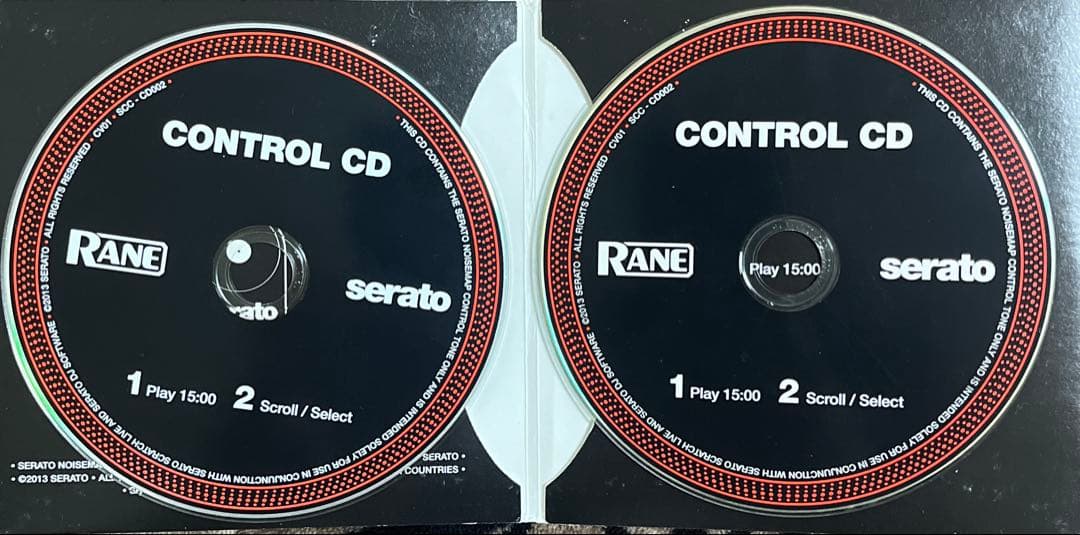 CONTROL CD
RANE
serato
rato
1 Play 15:00 2 Scroll / Select
• THIS CD CONTAINS THE SERATO NOISEMAP CONTROL TONE ONLY AND IS INTENDED SOLELY FOR USE IN CONJUNCTION WITH SERATO SCRATCH LIVE AND SERATO DJ SOFTWARE • ©2013 SERATO • ALL RIGHTS RESERVED • CV01 • SCC - CD002 •
• SERATO NOISEM
SERATO •
• ©2013 SERATO •
COUNTRIES •
CONTROL CD
RANE
Play 15:00
serato
1 Play 15:00 2 Scroll / Select
• THIS CD CONTAINS THE SERATO NOISEMAP CONTROL TONE ONLY AND IS INTENDED SOLELY FOR USE IN CONJUNCTION WITH SERATO SCRATCH LIVE AND SERATO DJ SOFTWARE • ©2013 SERATO • ALL RIGHTS RESERVED • CV01 • SCC - CD002 •